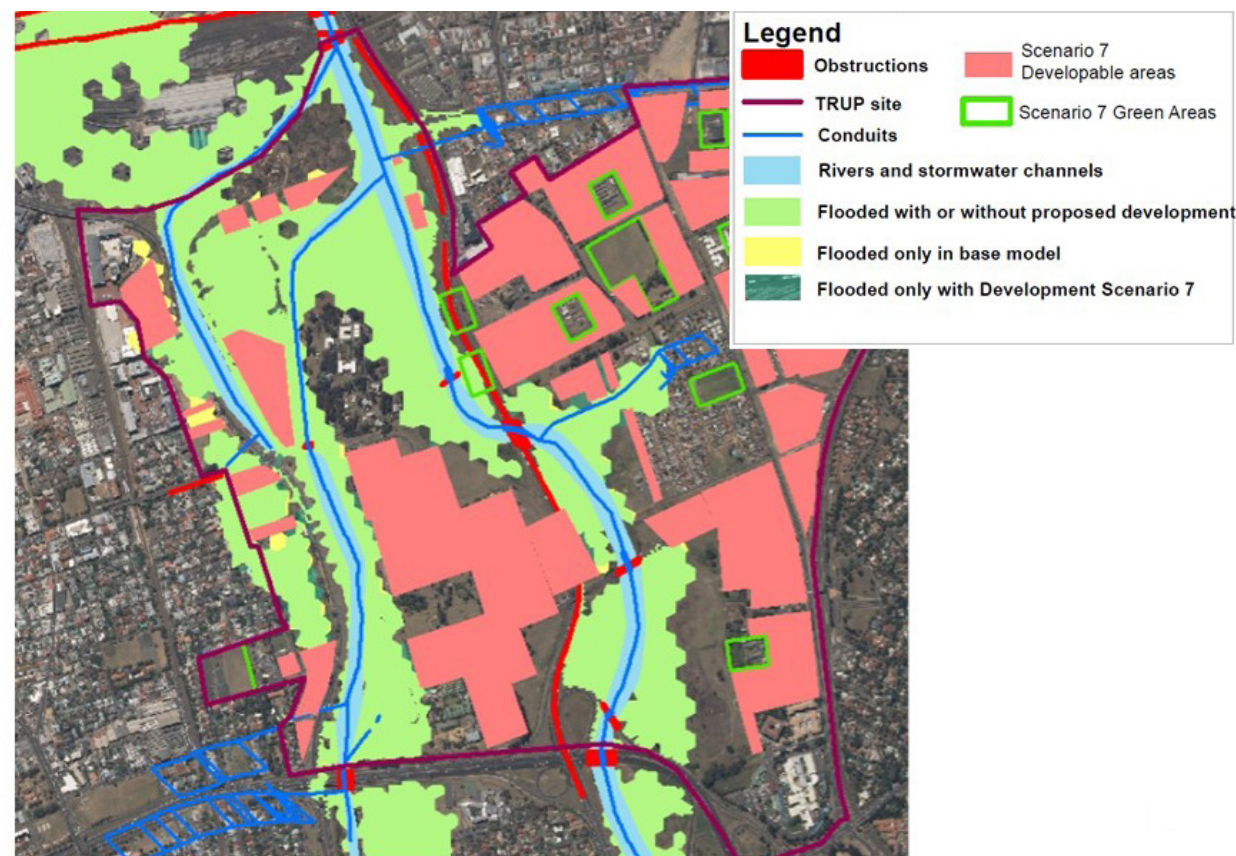 Legend
Obstructions
TRUP site
Conduits
Rivers and stormwater channels
Flooded with or without proposed development
Flooded only in base model
Flooded only with Development Scenario 7
Scenario 7
Developable areas
Scenario 7 Green Areas